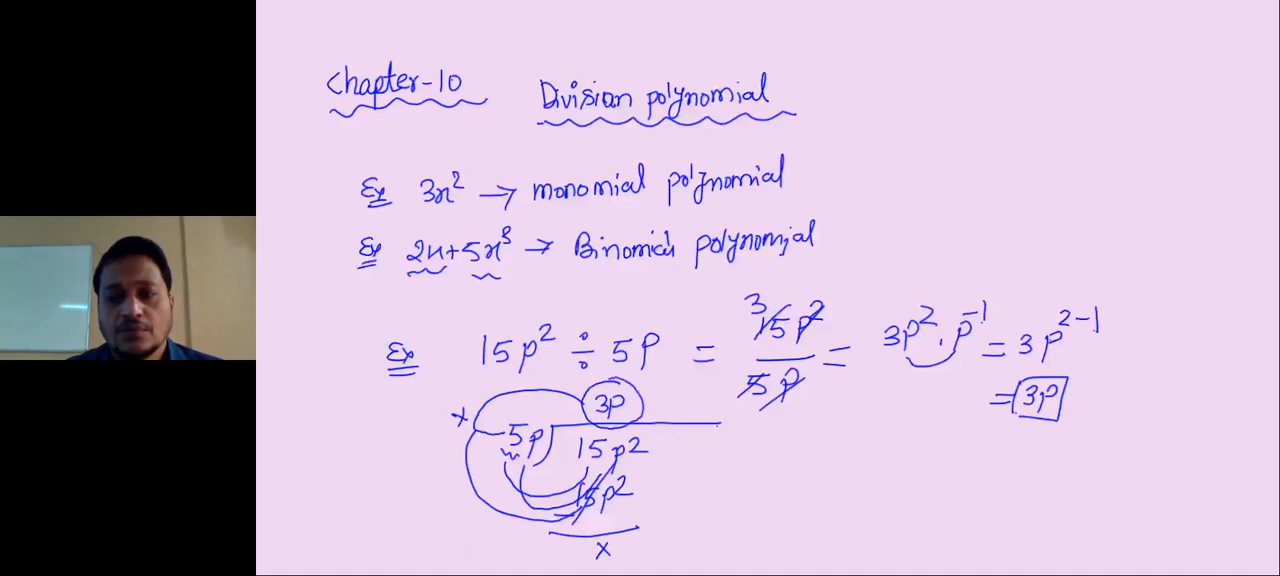 Chapter-10
Division polynomial
Ex 3x² → monomial polynomial
Ex 2x+5x³ → Binomial polynomial
Ex 15p² ÷ 5p = 3 15p² / 5p = 3p² . p⁻¹ = 3p²⁻¹
= 3p
3p
x 5p) 15p²
-15p²
x